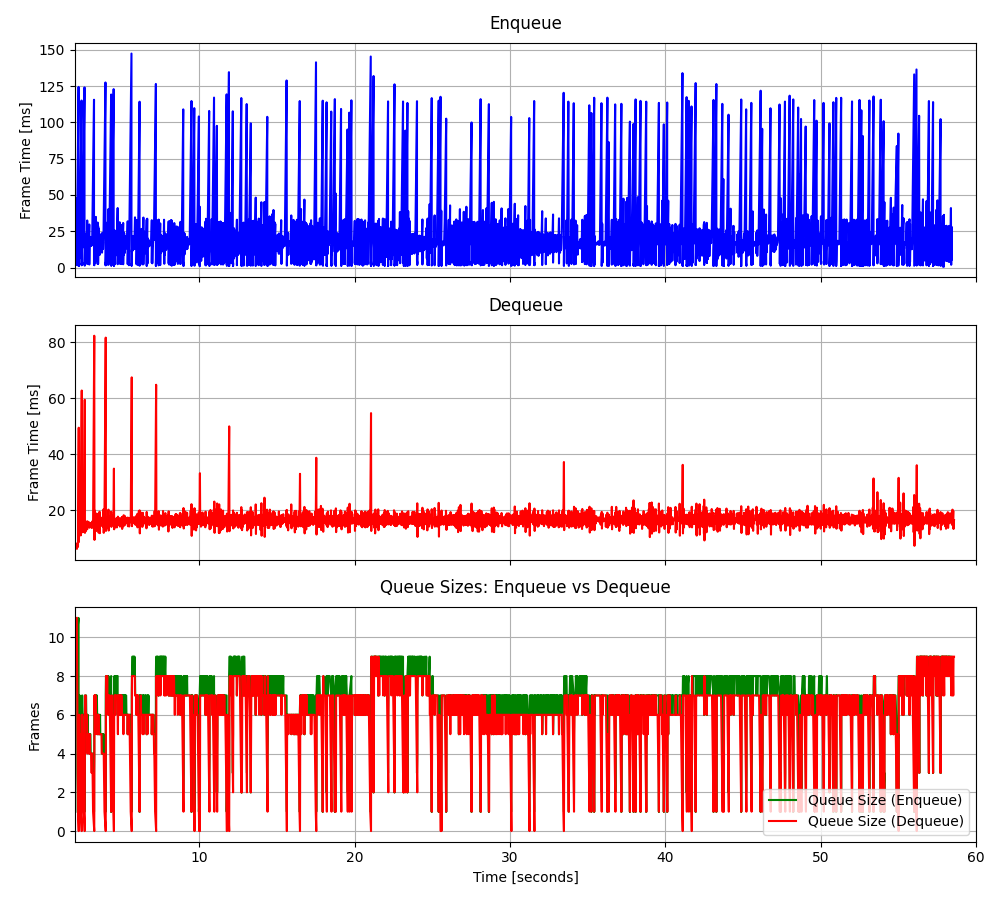 Enqueue
150
125
100
75
50
25
0
Frame Time [ms]
Dequeue
80
60
40
20
Frame Time [ms]
Queue Sizes: Enqueue vs Dequeue
10
8
6
4
2
0
Frames
Queue Size (Enqueue)
Queue Size (Dequeue)
10 20 30 40 50 60
Time [seconds]